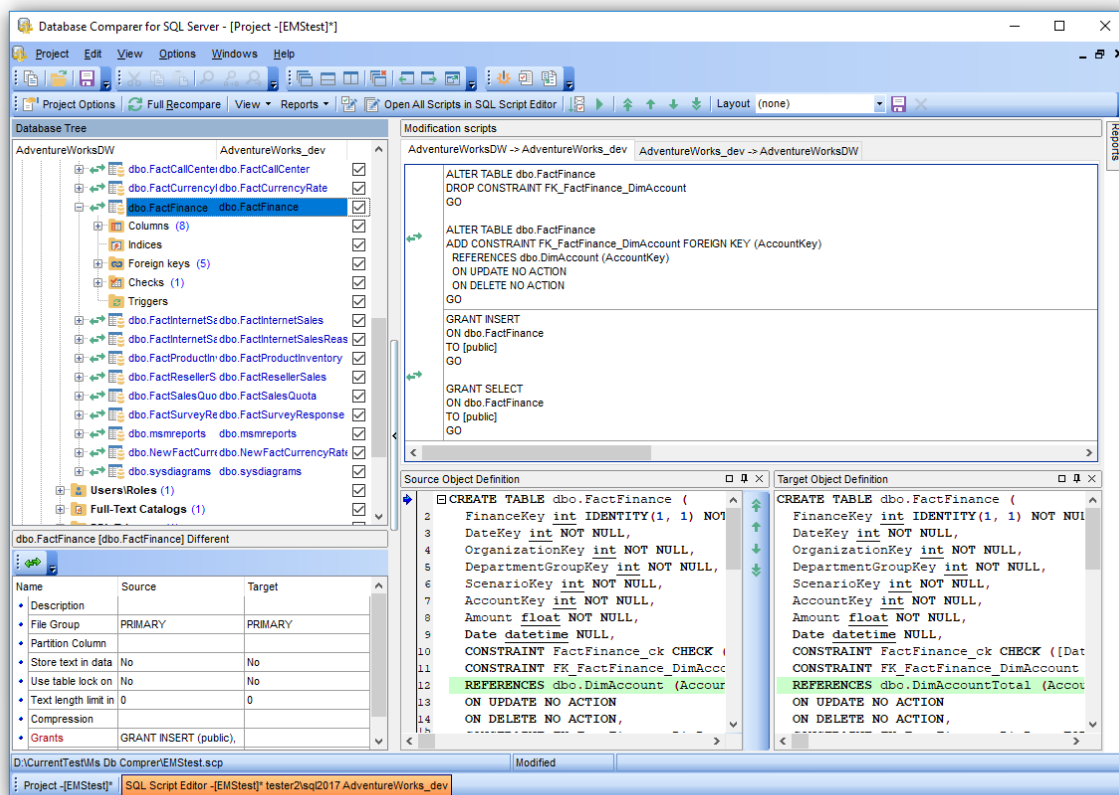 Database Comparer for SQL Server - [Project -[EMStest]*]
Project Edit View Options Windows Help
Project Options Full Recompare View Reports Open All Scripts in SQL Script Editor Layout (none)
Database Tree
AdventureWorksDW AdventureWorks_dev
dbo.FactCallCenter dbo.FactCallCenter
dbo.FactCurrencyI dbo.FactCurrencyRate
dbo.FactFinance dbo.FactFinance
Columns (8)
Indices
Foreign keys (5)
Checks (1)
Triggers
dbo.FactInternetSa dbo.FactInternetSales
dbo.FactInternetSa dbo.FactInternetSalesReas
dbo.FactProductIn dbo.FactProductInventory
dbo.FactResellerS dbo.FactResellerSales
dbo.FactSalesQuo dbo.FactSalesQuota
dbo.FactSurveyRe dbo.FactSurveyResponse
dbo.msmreports dbo.msmreports
dbo.NewFactCurre dbo.NewFactCurrencyRate
dbo.sysdiagrams dbo.sysdiagrams
Users\Roles (1)
Full-Text Catalogs (1)
dbo.FactFinance [dbo.FactFinance] Different
Name Source Target
Description
File Group PRIMARY PRIMARY
Partition Column
Store text in data No No
Use table lock on No No
Text length limit in 0 0
Compression
Grants GRANT INSERT (public),
Modification scripts
Reports
AdventureWorksDW -> AdventureWorks_dev AdventureWorks_dev -> AdventureWorksDW
ALTER TABLE dbo.FactFinance
DROP CONSTRAINT FK_FactFinance_DimAccount
GO
ALTER TABLE dbo.FactFinance
ADD CONSTRAINT FK_FactFinance_DimAccount FOREIGN KEY (AccountKey)
REFERENCES dbo.DimAccount (AccountKey)
ON UPDATE NO ACTION
ON DELETE NO ACTION
GO
GRANT INSERT
ON dbo.FactFinance
TO [public]
GO
GRANT SELECT
ON dbo.FactFinance
TO [public]
GO
Source Object Definition
CREATE TABLE dbo.FactFinance (
2 FinanceKey int IDENTITY(1, 1) NOT
3 DateKey int NOT NULL,
4 OrganizationKey int NOT NULL,
5 DepartmentGroupKey int NOT NULL,
6 ScenarioKey int NOT NULL,
7 AccountKey int NOT NULL,
8 Amount float NOT NULL,
9 Date datetime NULL,
10 CONSTRAINT FactFinance_ck CHECK (
11 CONSTRAINT FK_FactFinance_DimAcco
12 REFERENCES dbo.DimAccount (Accour
13 ON UPDATE NO ACTION
14 ON DELETE NO ACTION,
Target Object Definition
CREATE TABLE dbo.FactFinance (
FinanceKey int IDENTITY(1, 1) NOT NUL
DateKey int NOT NULL,
OrganizationKey int NOT NULL,
DepartmentGroupKey int NOT NULL,
ScenarioKey int NOT NULL,
AccountKey int NOT NULL,
Amount float NOT NULL,
Date datetime NULL,
CONSTRAINT FactFinance_ck CHECK ([Dat
CONSTRAINT FK_FactFinance_DimAccount
REFERENCES dbo.DimAccountTotal (Accou
ON UPDATE NO ACTION
ON DELETE NO ACTION,
D:\CurrentTest\Ms Db Comprer\EMStest.scp Modified
Project -[EMStest]* SQL Script Editor -[EMStest]* tester2\sql2017 AdventureWorks_dev